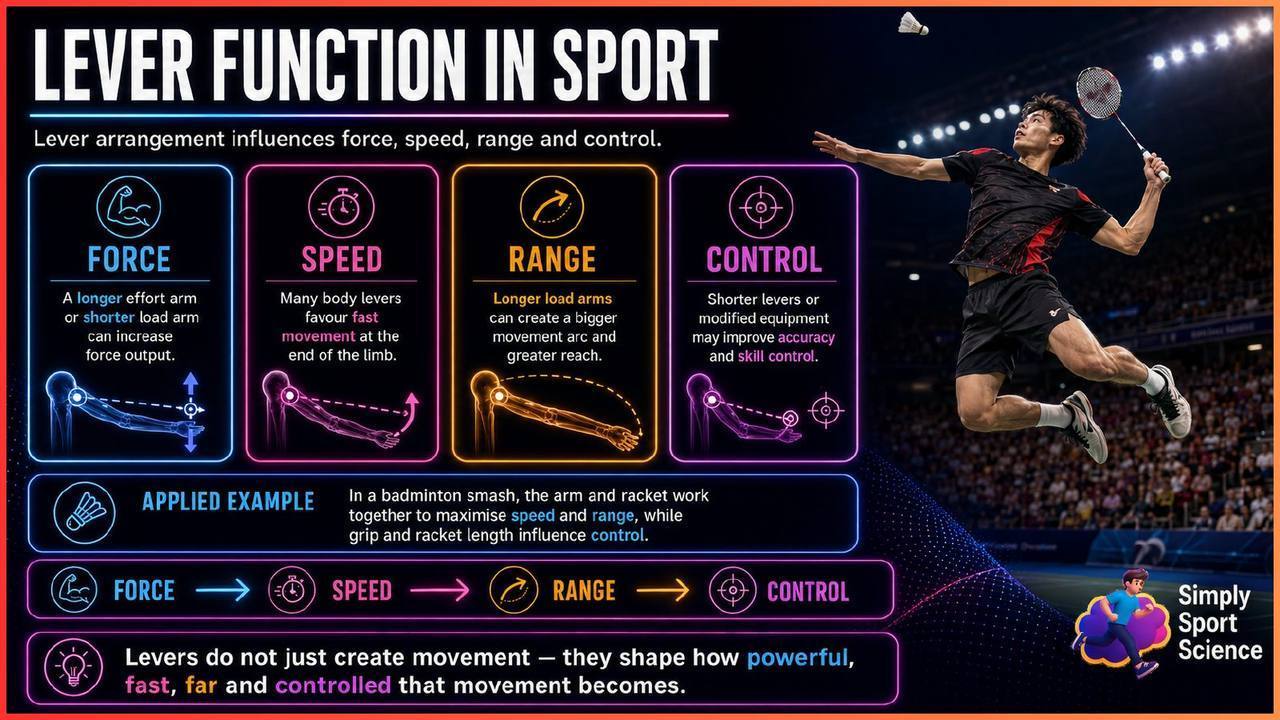 LEVER FUNCTION IN SPORT
Lever arrangement influences force, speed, range and control.
FORCE
A longer effort arm
or shorter load arm
can increase
force output.
SPEED
Many body levers
favour fast
movement at the
end of the limb.
RANGE
Longer load arms
can create a bigger
movement arc and
greater reach.
CONTROL
Shorter levers or
modified equipment
may improve accuracy
and skill control.
APPLIED EXAMPLE
In a badminton smash, the arm and racket work
together to maximise speed and range, while
grip and racket length influence control.
FORCE → SPEED → RANGE → CONTROL
Levers do not just create movement — they shape how powerful,
fast, far and controlled that movement becomes.
Simply
Sport
Science